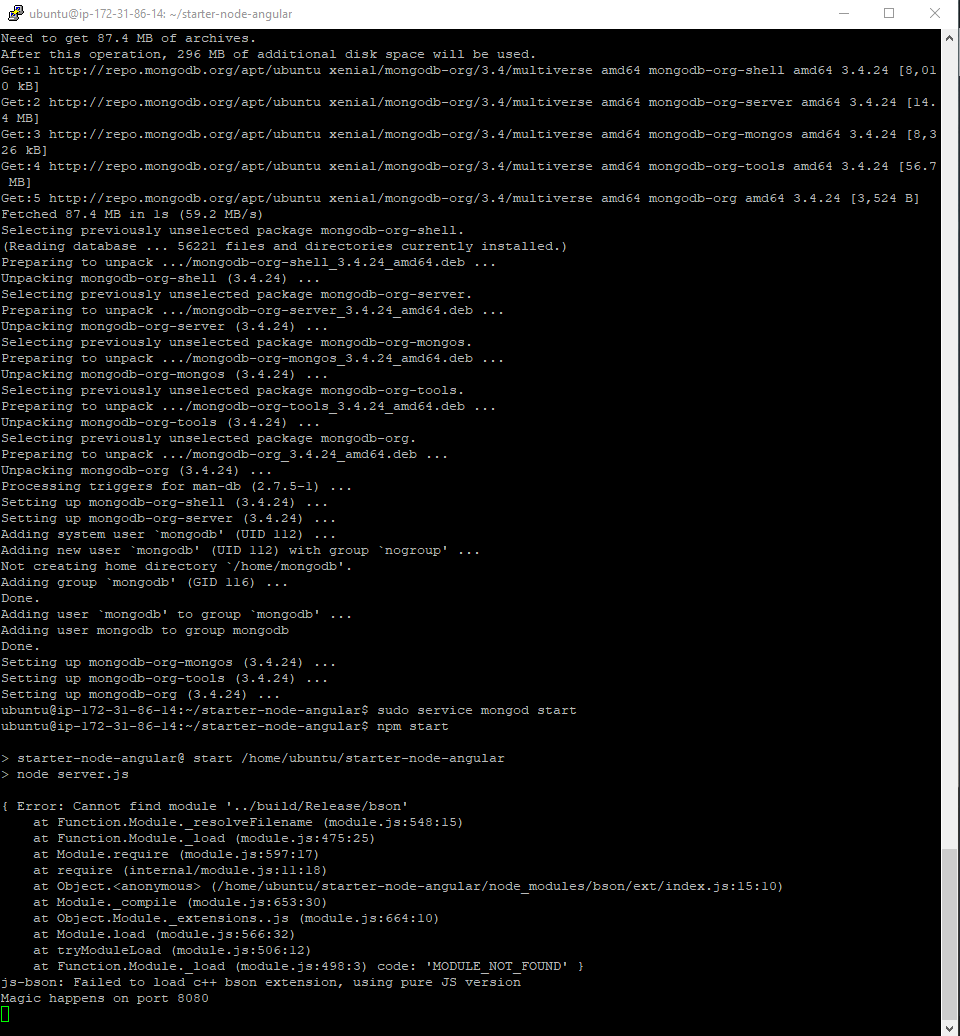 ubuntu@ip-172-31-86-14: ~/starter-node-angular
Need to get 87.4 MB of archives.
After this operation, 296 MB of additional disk space will be used.
Get:1 http://repo.mongodb.org/apt/ubuntu xenial/mongodb-org/3.4/multiverse amd64 mongodb-org-shell amd64 3.4.24 [8,01
0 kB]
Get:2 http://repo.mongodb.org/apt/ubuntu xenial/mongodb-org/3.4/multiverse amd64 mongodb-org-server amd64 3.4.24 [14.
4 MB]
Get:3 http://repo.mongodb.org/apt/ubuntu xenial/mongodb-org/3.4/multiverse amd64 mongodb-org-mongos amd64 3.4.24 [8,3
26 kB]
Get:4 http://repo.mongodb.org/apt/ubuntu xenial/mongodb-org/3.4/multiverse amd64 mongodb-org-tools amd64 3.4.24 [56.7
 MB]
Get:5 http://repo.mongodb.org/apt/ubuntu xenial/mongodb-org/3.4/multiverse amd64 mongodb-org amd64 3.4.24 [3,524 B]
Fetched 87.4 MB in 1s (59.2 MB/s)
Selecting previously unselected package mongodb-org-shell.
(Reading database ... 56221 files and directories currently installed.)
Preparing to unpack .../mongodb-org-shell_3.4.24_amd64.deb ...
Unpacking mongodb-org-shell (3.4.24) ...
Selecting previously unselected package mongodb-org-server.
Preparing to unpack .../mongodb-org-server_3.4.24_amd64.deb ...
Unpacking mongodb-org-server (3.4.24) ...
Selecting previously unselected package mongodb-org-mongos.
Preparing to unpack .../mongodb-org-mongos_3.4.24_amd64.deb ...
Unpacking mongodb-org-mongos (3.4.24) ...
Selecting previously unselected package mongodb-org-tools.
Preparing to unpack .../mongodb-org-tools_3.4.24_amd64.deb ...
Unpacking mongodb-org-tools (3.4.24) ...
Selecting previously unselected package mongodb-org.
Preparing to unpack .../mongodb-org_3.4.24_amd64.deb ...
Unpacking mongodb-org (3.4.24) ...
Processing triggers for man-db (2.7.5-1) ...
Setting up mongodb-org-shell (3.4.24) ...
Setting up mongodb-org-server (3.4.24) ...
Adding system user `mongodb' (UID 112) ...
Adding new user `mongodb' (UID 112) with group `nogroup' ...
Not creating home directory `/home/mongodb'.
Adding group `mongodb' (GID 116) ...
Done.
Adding user `mongodb' to group `mongodb' ...
Adding user mongodb to group mongodb
Done.
Setting up mongodb-org-mongos (3.4.24) ...
Setting up mongodb-org-tools (3.4.24) ...
Setting up mongodb-org (3.4.24) ...
ubuntu@ip-172-31-86-14:~/starter-node-angular$ sudo service mongod start
ubuntu@ip-172-31-86-14:~/starter-node-angular$ npm start

> starter-node-angular@ start /home/ubuntu/starter-node-angular
> node server.js

{ Error: Cannot find module '../build/Release/bson'
    at Function.Module._resolveFilename (module.js:548:15)
    at Function.Module._load (module.js:475:25)
    at Module.require (module.js:597:17)
    at require (internal/module.js:11:18)
    at Object.<anonymous> (/home/ubuntu/starter-node-angular/node_modules/bson/ext/index.js:15:10)
    at Module._compile (module.js:653:30)
    at Object.Module._extensions..js (module.js:664:10)
    at Module.load (module.js:566:32)
    at tryModuleLoad (module.js:506:12)
    at Function.Module._load (module.js:498:3) code: 'MODULE_NOT_FOUND' }
js-bson: Failed to load c++ bson extension, using pure JS version
Magic happens on port 8080